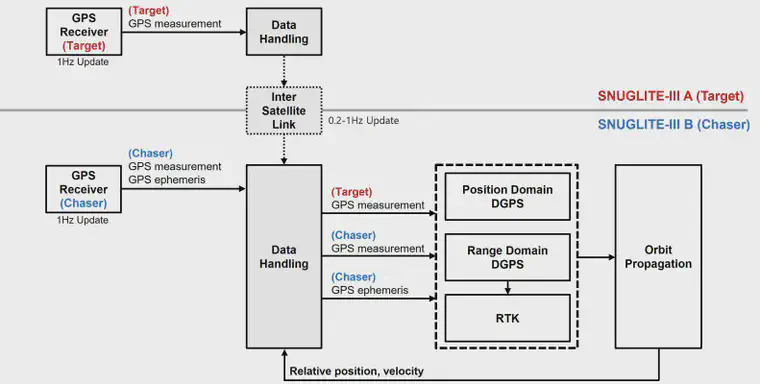 GPS
Receiver
(Target)
1Hz Update
(Target)
GPS measurement
Data
Handling
Inter
Satellite
Link
0.2-1Hz Update
SNUGLITE-III A (Target)
SNUGLITE-III B (Chaser)
GPS
Receiver
(Chaser)
1Hz Update
(Chaser)
GPS measurement
GPS ephemeris
Data
Handling
(Target)
GPS measurement
(Chaser)
GPS measurement
(Chaser)
GPS ephemeris
Position Domain
DGPS
Range Domain
DGPS
RTK
Orbit
Propagation
Relative position, velocity